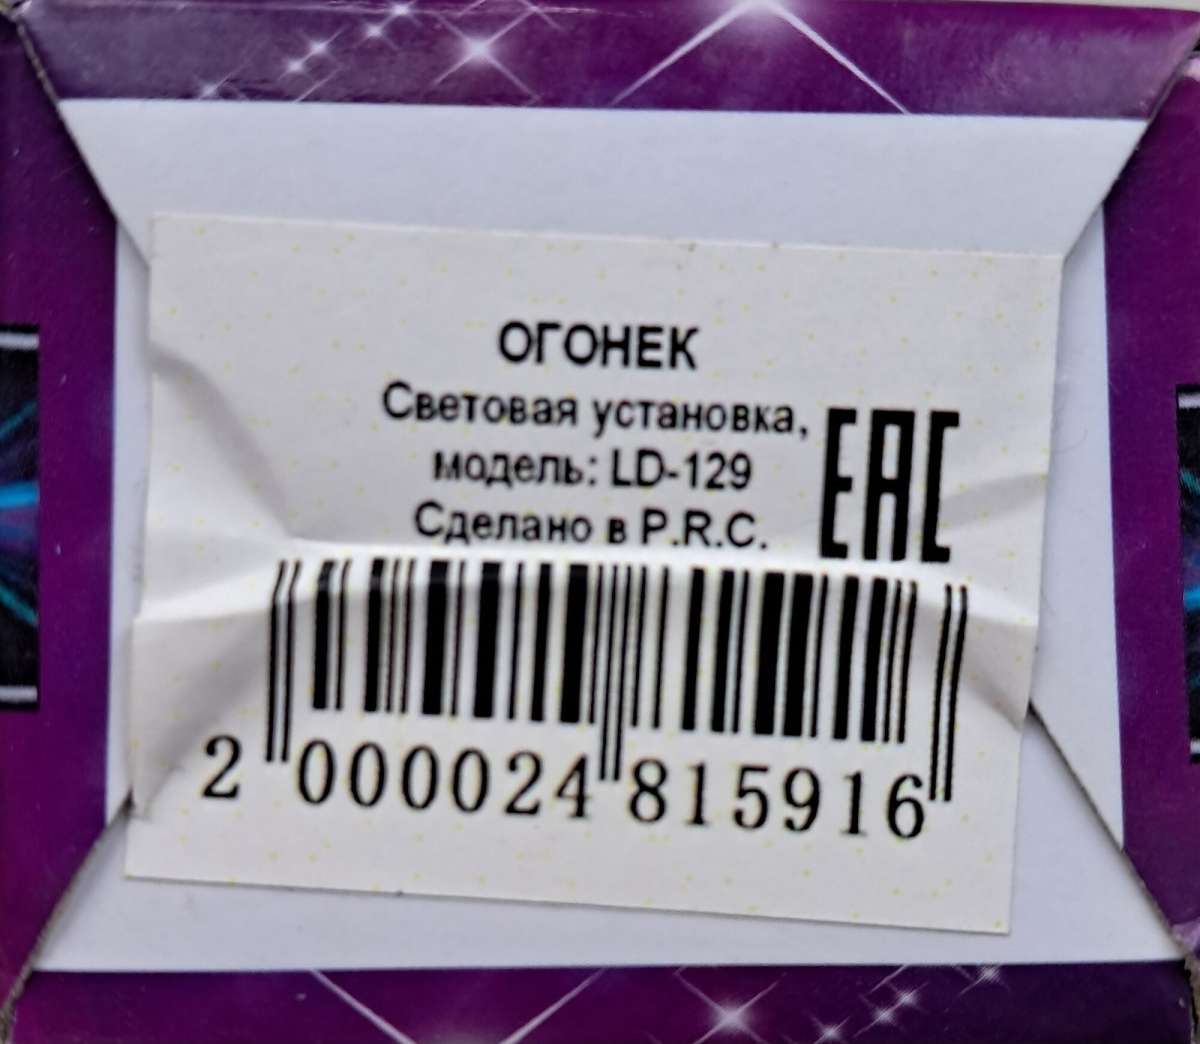 ОГОНЕК
Световая установка,
модель: LD-129
Сделано в P.R.C.
EAC
2 000024 815916